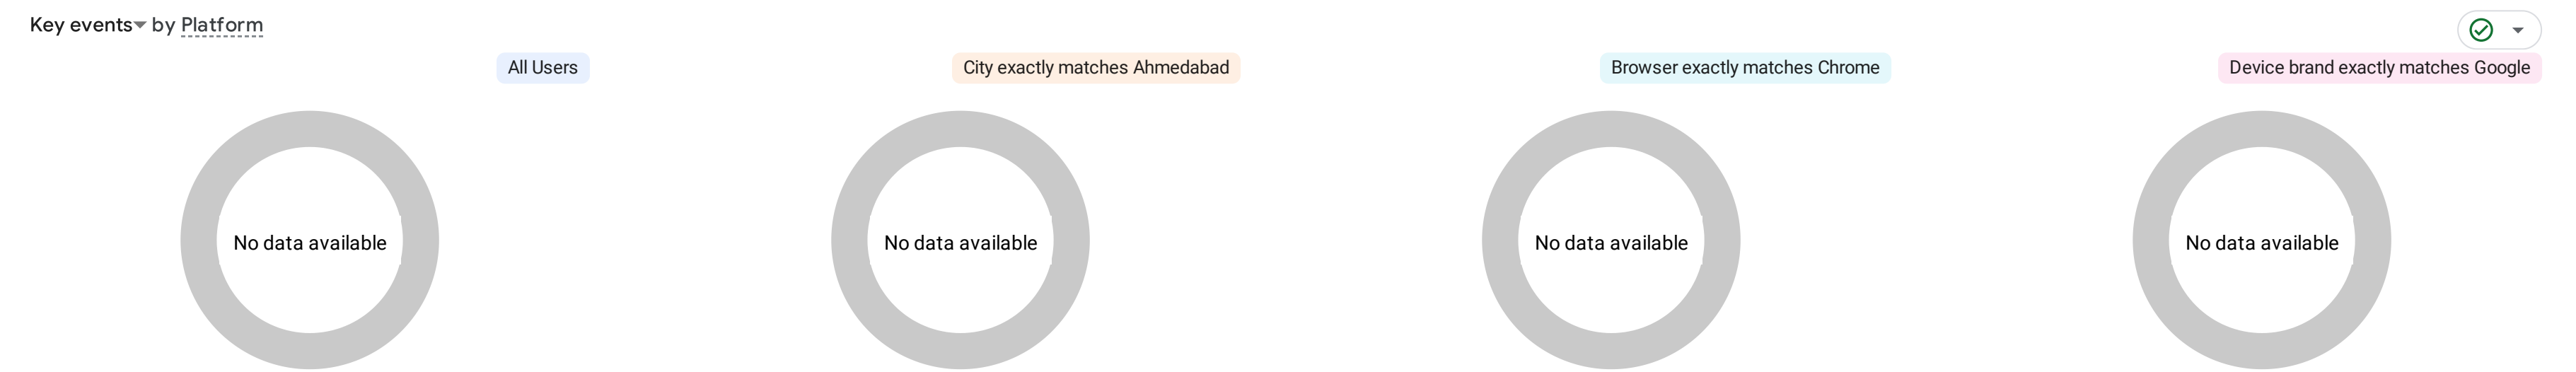 Key events by Platform
All Users
City exactly matches Ahmedabad
Browser exactly matches Chrome
Device brand exactly matches Google
No data available
No data available
No data available
No data available